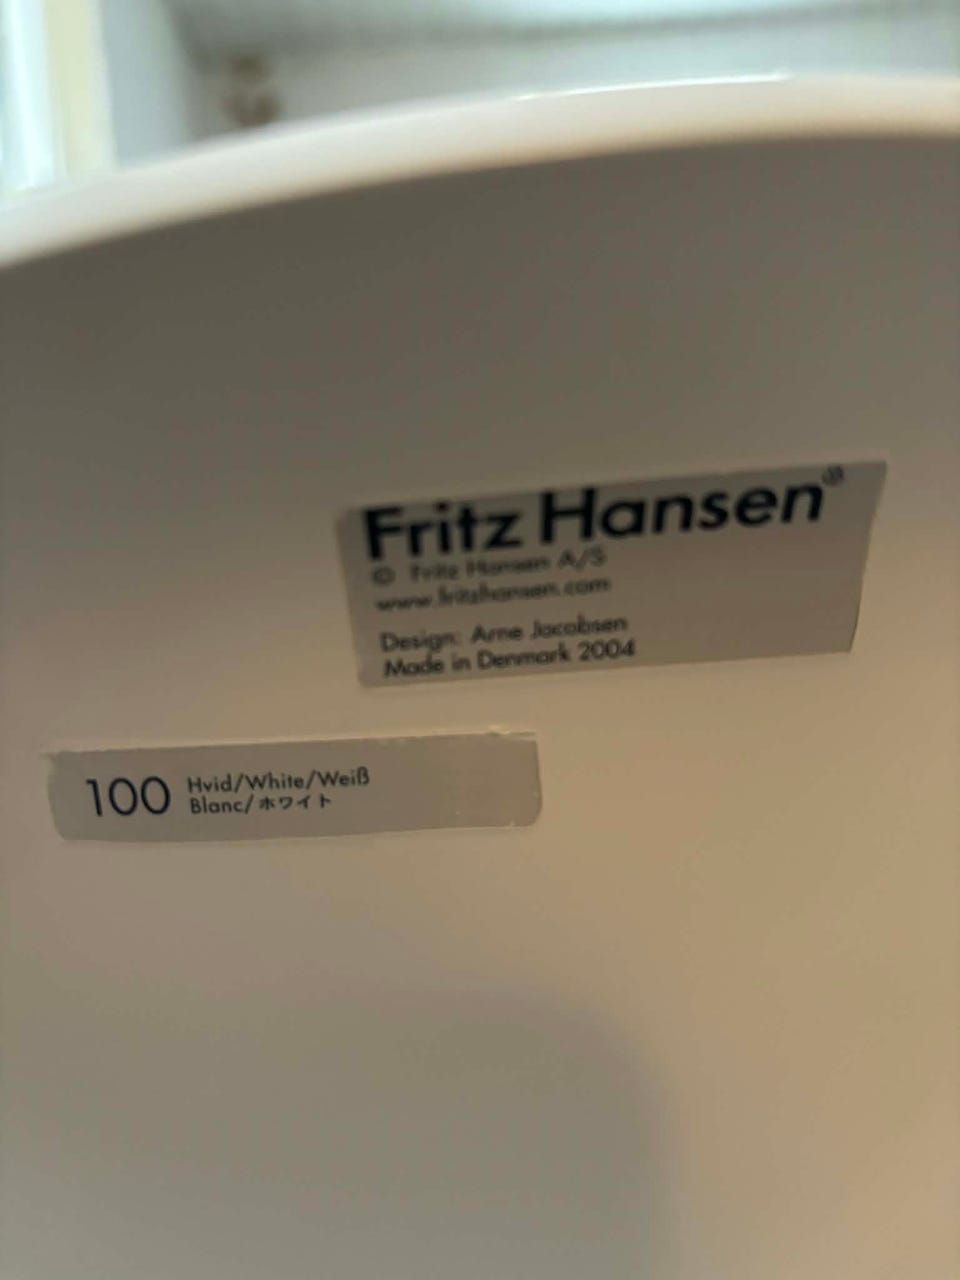 Fritz Hansen®
© Fritz Hansen A/S
www.fritzhansen.com
Design: Arne Jacobsen
Made in Denmark 2004
100 Hvid/White/Weiß
Blanc/ホワイト